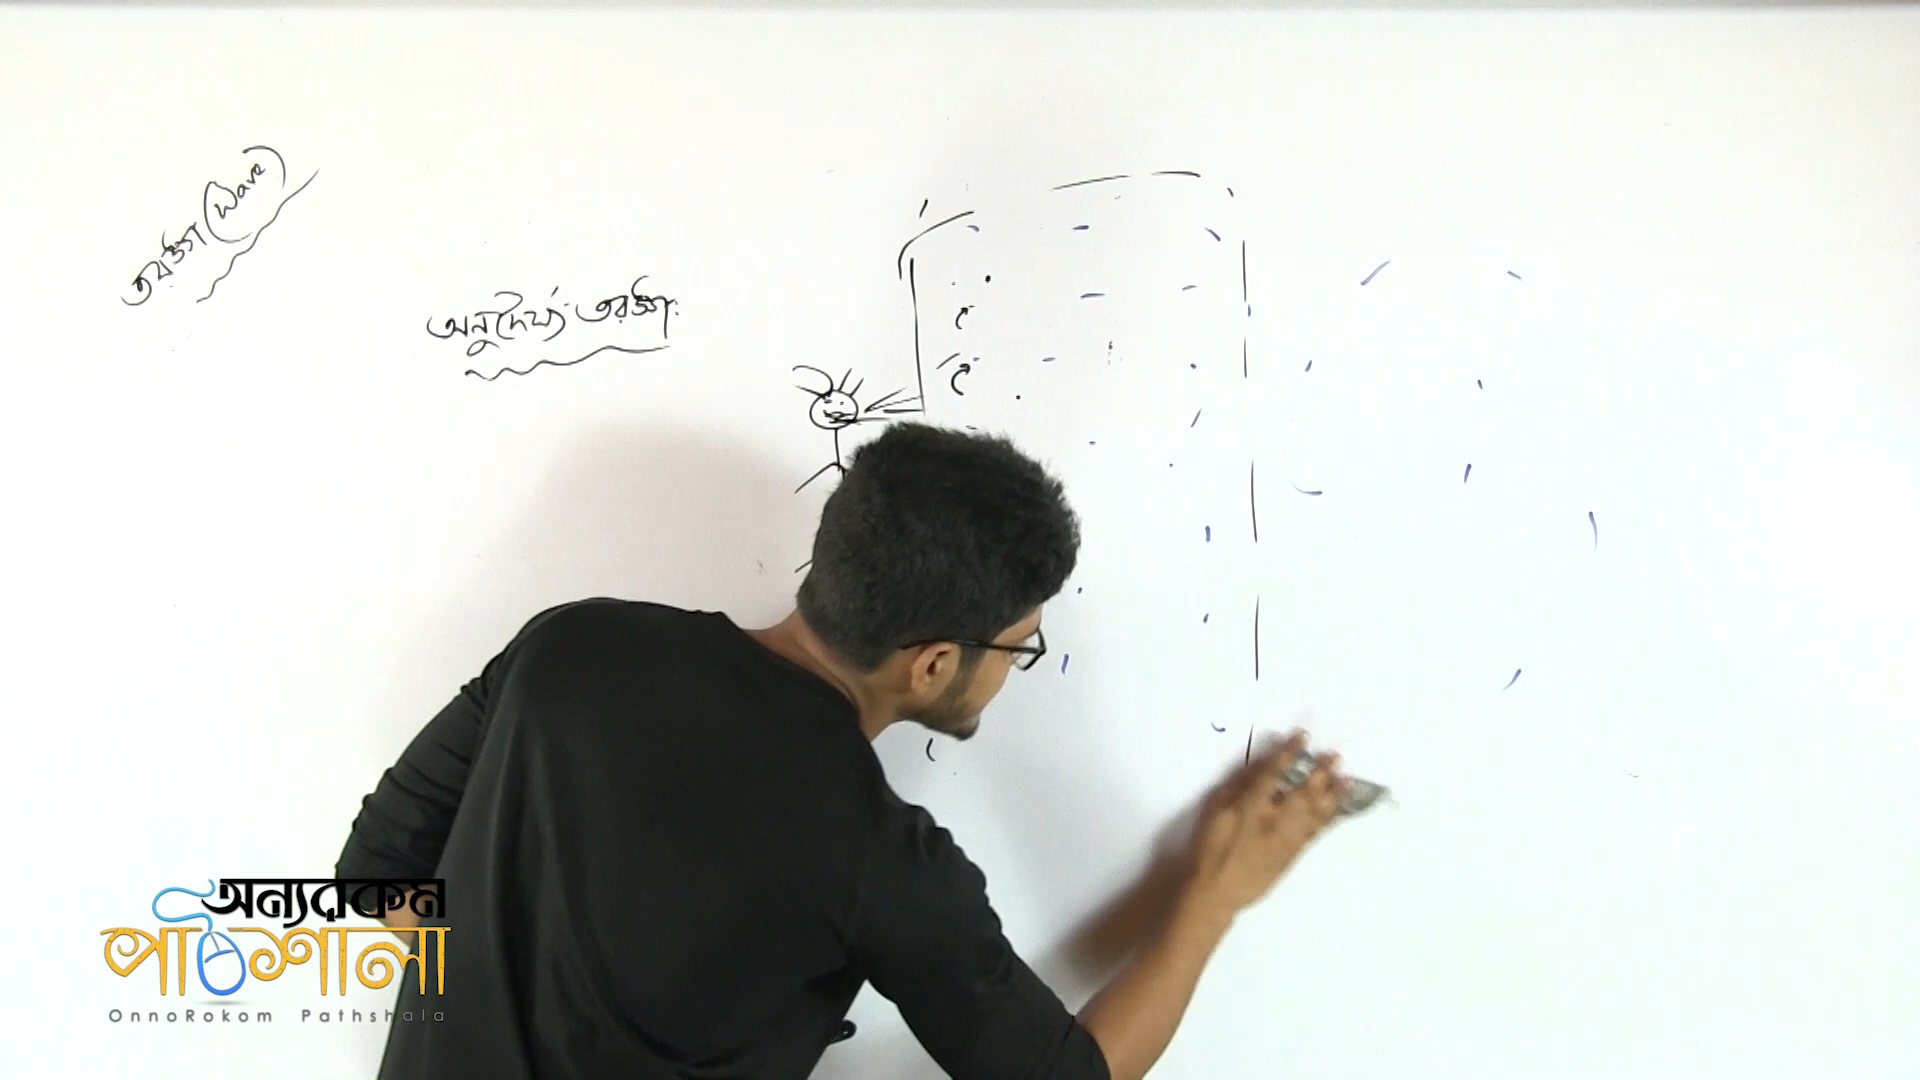 তরঙ্গ (Wave)
অনুদৈর্ঘ্য তরঙ্গ:
অন্যরকম
পাঠশালা
OnnoRokom Pathshala